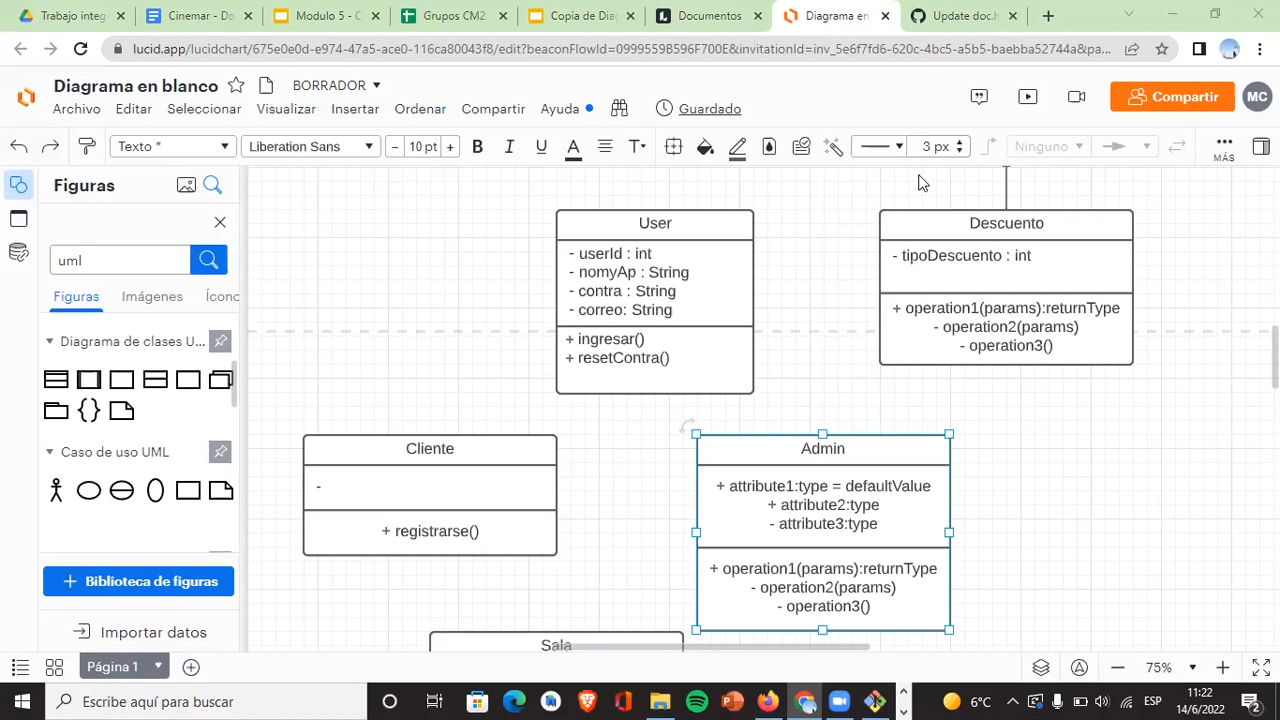 Trabajo integ
Cinemar - Do
Modulo 5 - C
Grupos CM2
Copia de Diag
Documentos
Diagrama en
Update doc.h
lucid.app/lucidchart/675e0e0d-e974-47a5-ace0-116ca80043f8/edit?beaconFlowId=0999559B596F700E&invitationId=inv_5e6f7fd6-620c-4bc5-a5b5-baebba52744a&pa...
Diagrama en blanco
BORRADOR
Archivo Editar Seleccionar Visualizar Insertar Ordenar Compartir Ayuda Guardado
Compartir
MC
Texto * Liberation Sans 10 pt B I U A T 3 px Ninguno MÁS
Figuras
uml
Figuras Imágenes Ícono
Diagrama de clases U...
Caso de uso UML
Biblioteca de figuras
Importar datos
User
- userId : int
- nomyAp : String
- contra : String
- correo: String
+ ingresar()
+ resetContra()
Descuento
- tipoDescuento : int
+ operation1(params):returnType
- operation2(params)
- operation3()
Cliente
-
+ registrarse()
Admin
+ attribute1:type = defaultValue
+ attribute2:type
- attribute3:type
+ operation1(params):returnType
- operation2(params)
- operation3()
Sala
Página 1
75%
Escribe aquí para buscar
6°C
ESP
11:22
14/6/2022
2